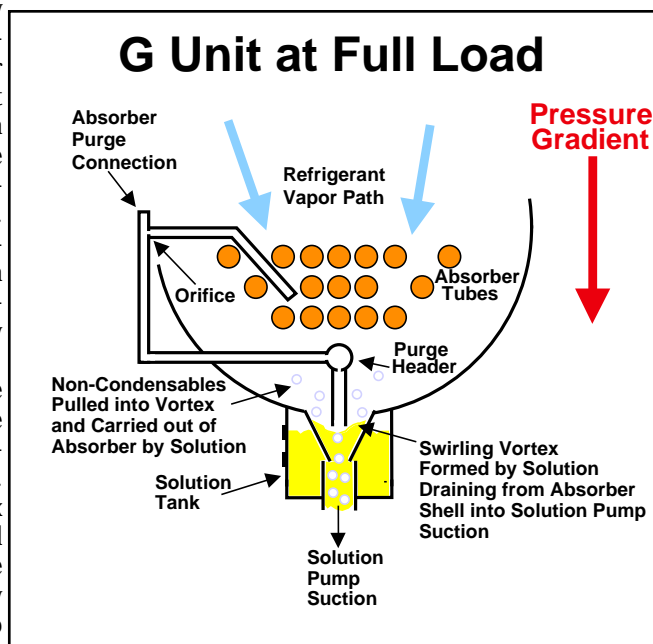 G Unit at Full Load
Absorber
Purge
Connection
Pressure
Gradient
Refrigerant
Vapor Path
Orifice
Absorber
Tubes
Purge
Header
Non-Condensables
Pulled into Vortex
and Carried out of
Absorber by Solution
Swirling Vortex
Formed by Solution
Draining from Absorber
Shell into Solution Pump
Suction
Solution
Tank
Solution
Pump
Suction